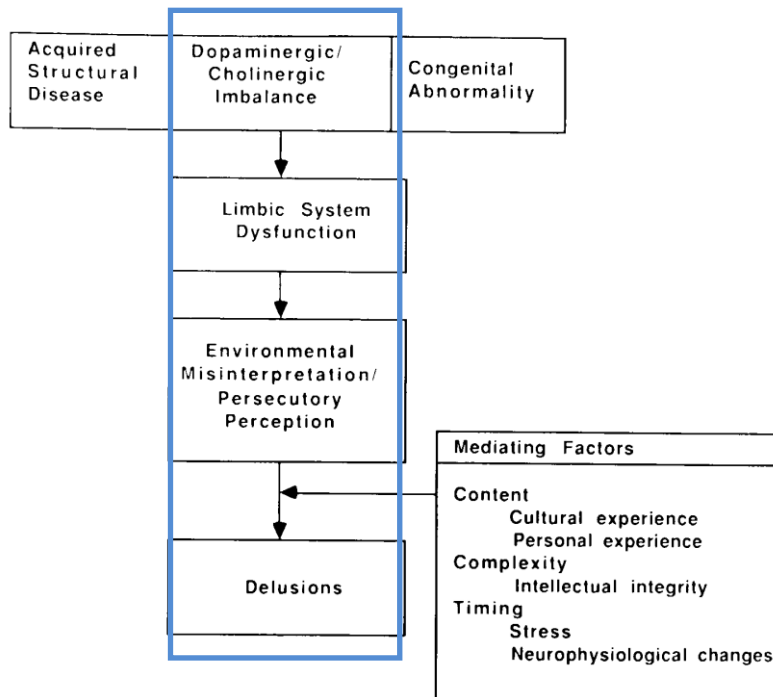 Acquired
Structural
Disease
Dopaminergic/
Cholinergic
Imbalance
Congenital
Abnormality
Limbic System
Dysfunction
Environmental
Misinterpretation/
Persecutory
Perception
Mediating Factors
Content
Cultural experience
Personal experience
Complexity
Intellectual integrity
Timing
Stress
Neurophysiological changes
Delusions